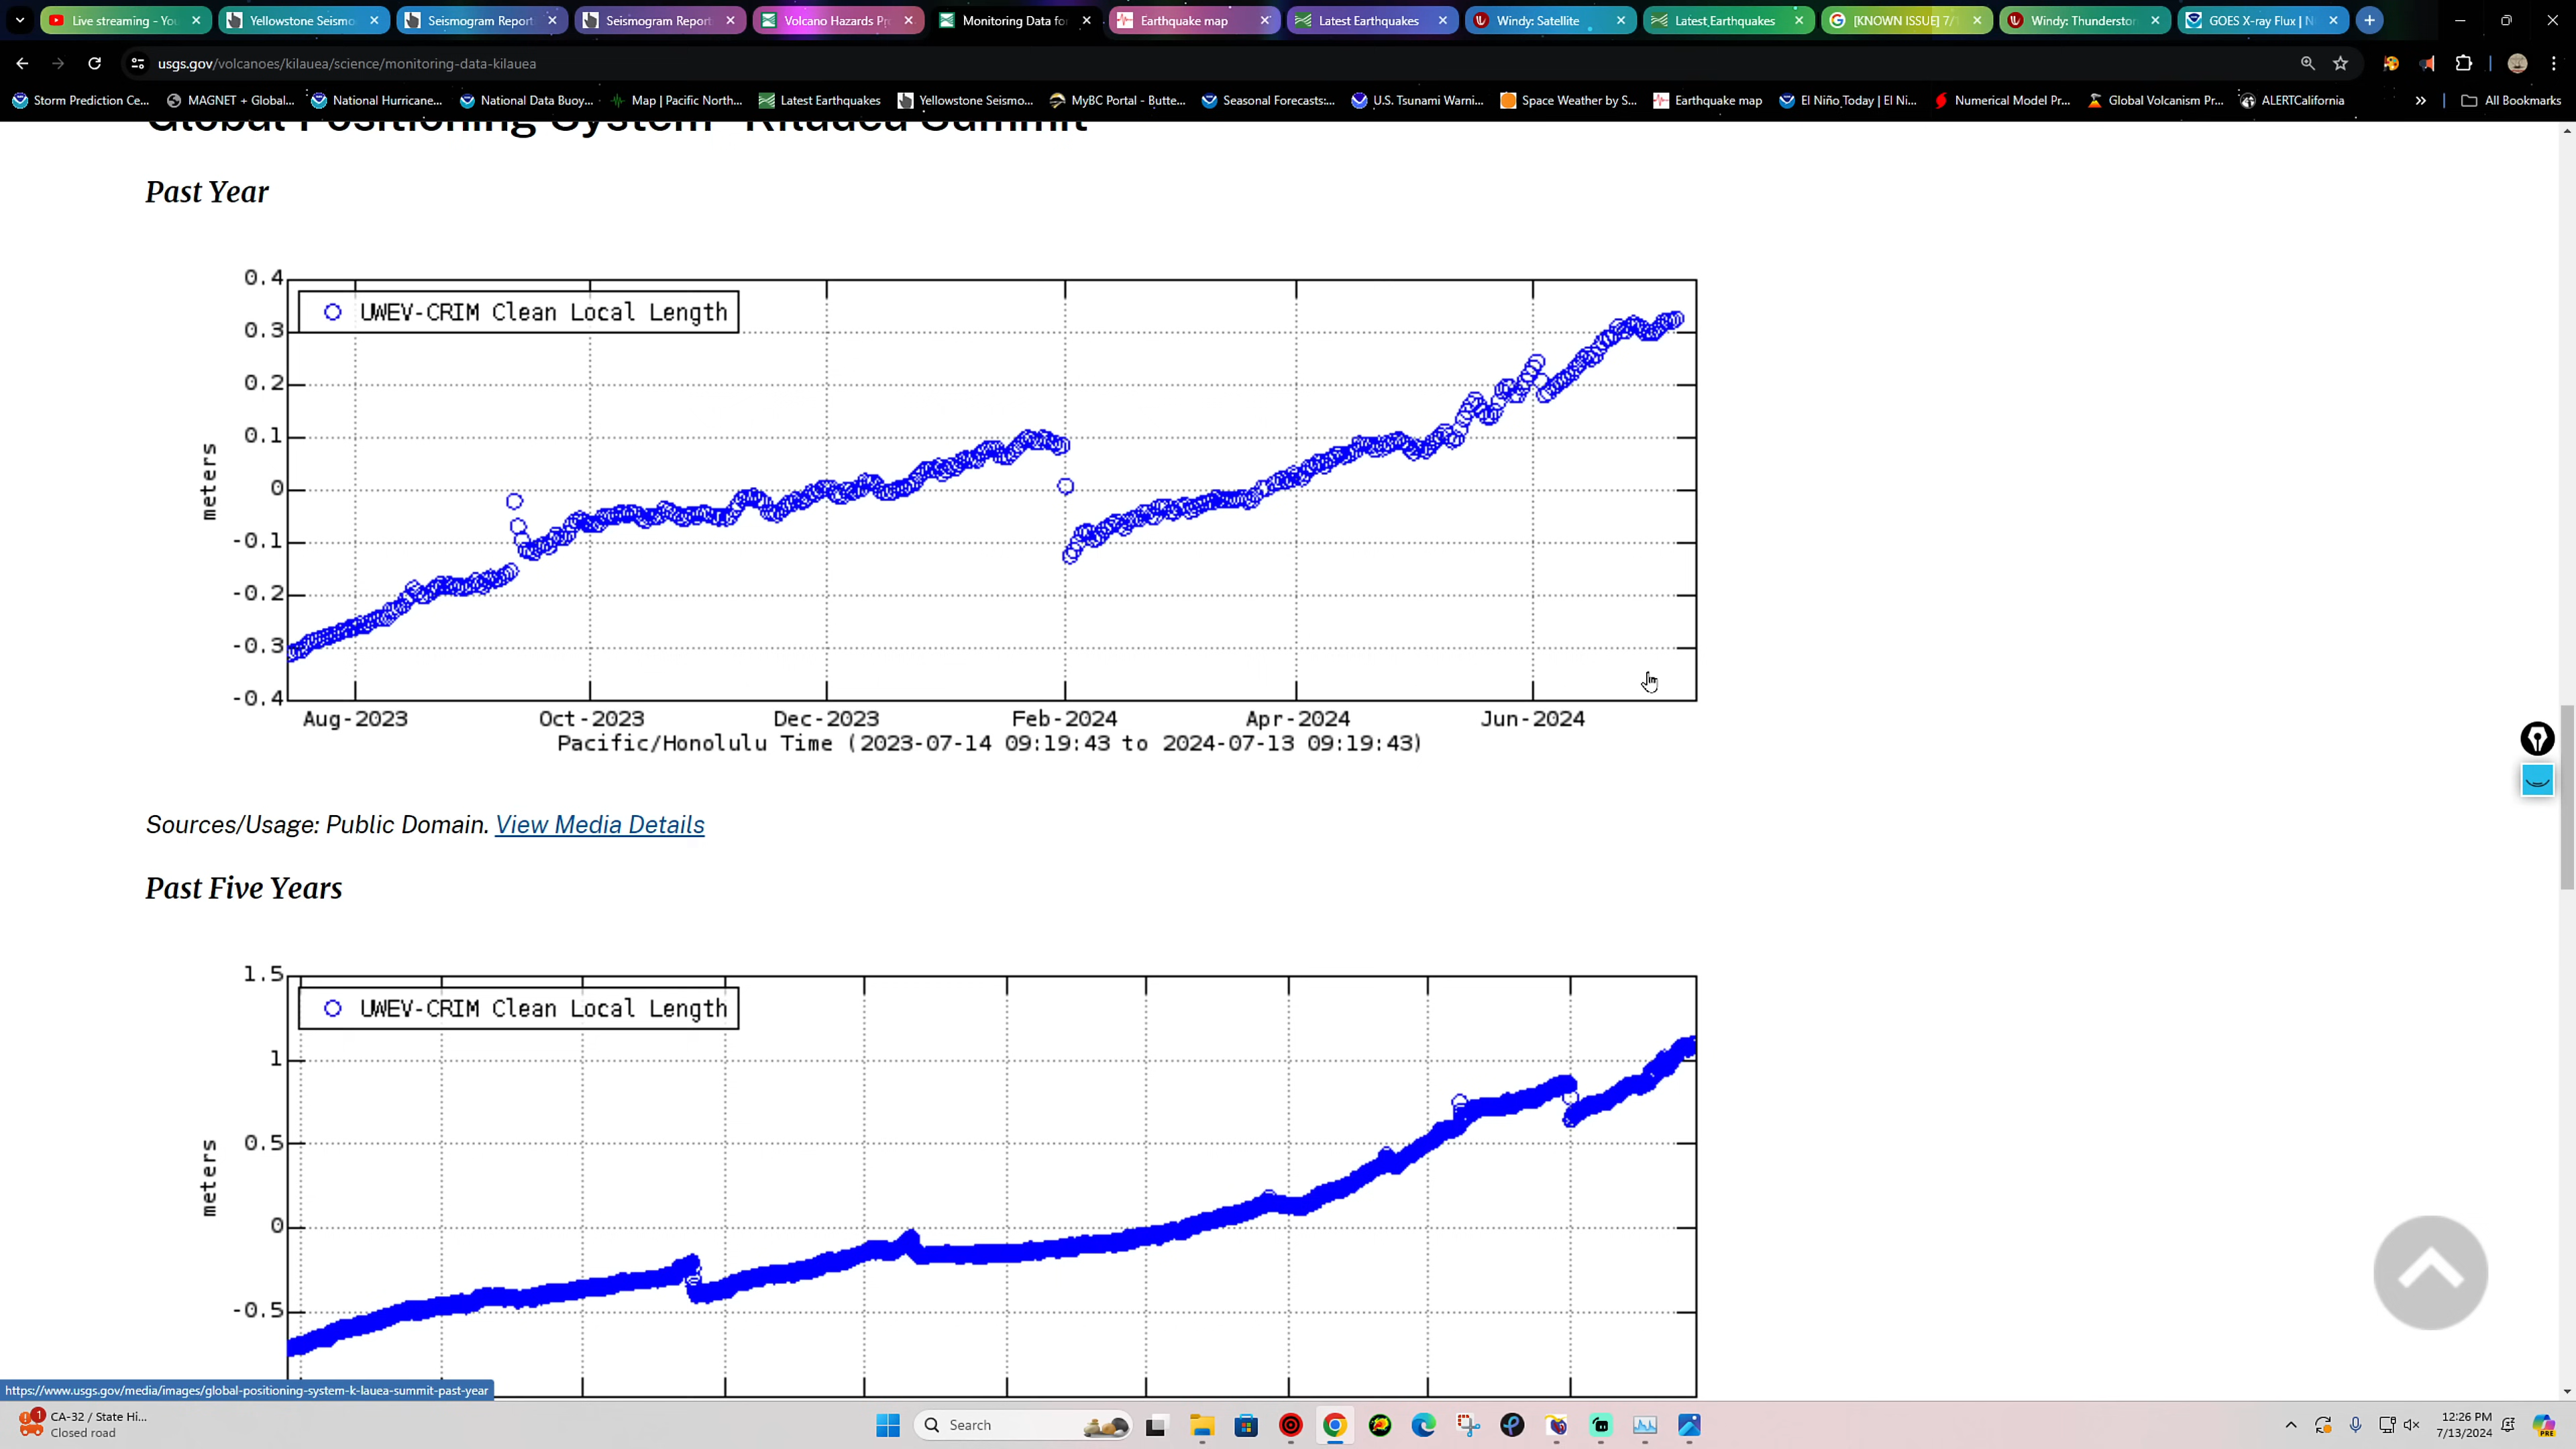 Live streaming - You
Yellowstone Seismo
Seismogram Report
Seismogram Report
Volcano Hazards Pr
Monitoring Data for
Earthquake map
Latest Earthquakes
Windy: Satellite
Latest Earthquakes
[KNOWN ISSUE] 7/1
Windy: Thunderstor
GOES X-ray Flux | N
usgs.gov/volcanoes/kilauea/science/monitoring-data-kilauea
Storm Prediction Ce...
MAGNET + Global...
National Hurricane...
National Data Buoy...
Map | Pacific North...
Latest Earthquakes
Yellowstone Seismo...
MyBC Portal - Butte...
Seasonal Forecasts:...
U.S. Tsunami Warni...
Space Weather by S...
Earthquake map
El Niño Today | El Ni...
Numerical Model Pr...
Global Volcanism Pr...
ALERTCalifornia
»
All Bookmarks
Global Positioning System - Kīlauea Summit
Past Year
0.4
0.3
0.2
0.1
0
-0.1
-0.2
-0.3
-0.4
meters
UWEV-CRIM Clean Local Length
Aug-2023 Oct-2023 Dec-2023 Feb-2024 Apr-2024 Jun-2024
Pacific/Honolulu Time (2023-07-14 09:19:43 to 2024-07-13 09:19:43)
Sources/Usage: Public Domain. View Media Details
Past Five Years
1.5
1
0.5
0
-0.5
meters
UWEV-CRIM Clean Local Length
https://www.usgs.gov/media/images/global-positioning-system-k-lauea-summit-past-year
1
CA-32 / State Hi...
Closed road
Search
PRE
12:26 PM
7/13/2024